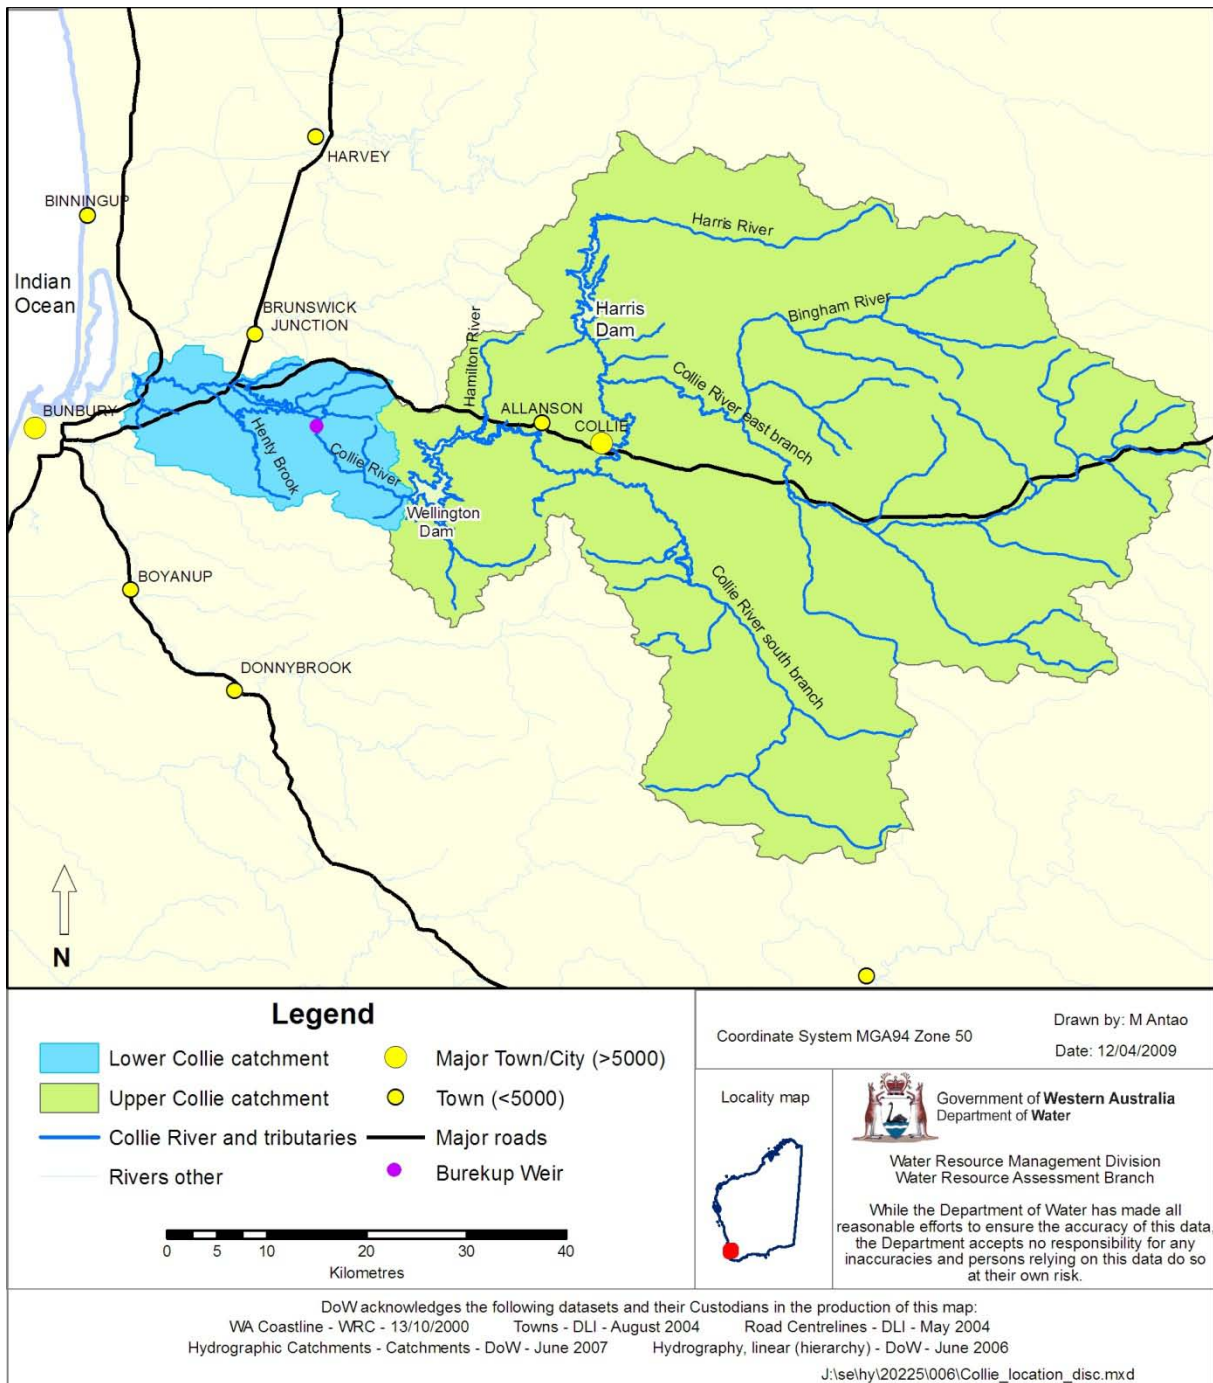 HARVEY
BINNINGUP
Harris River
Indian
Ocean
Hamilton River
Harris
Dam
Bingham River
BRUNSWICK
JUNCTION
Collie River east branch
BUNBURY
ALLANSON
COLLIE
Henty Brook
Collie River
Wellington
Dam
BOYANUP
Collie River south branch
DONNYBROOK
N
Legend
Lower Collie catchment
Major Town/City (>5000)
Upper Collie catchment
Town (<5000)
Collie River and tributaries
Major roads
Rivers other
Burekup Weir
0 5 10 20 30 40
Kilometres
Coordinate System MGA94 Zone 50
Drawn by: M Antao
Date: 12/04/2009
Locality map
Government of Western Australia
Department of Water
Water Resource Management Division
Water Resource Assessment Branch
While the Department of Water has made all
reasonable efforts to ensure the accuracy of this data,
the Department accepts no responsibility for any
inaccuracies and persons relying on this data do so
at their own risk.
DoW acknowledges the following datasets and their Custodians in the production of this map:
WA Coastline - WRC - 13/10/2000 Towns - DLI - August 2004 Road Centrelines - DLI - May 2004
Hydrographic Catchments - Catchments - DoW - June 2007 Hydrography, linear (hierarchy) - DoW - June 2006
J:\se\hy\20225\006\Collie_location_disc.mxd